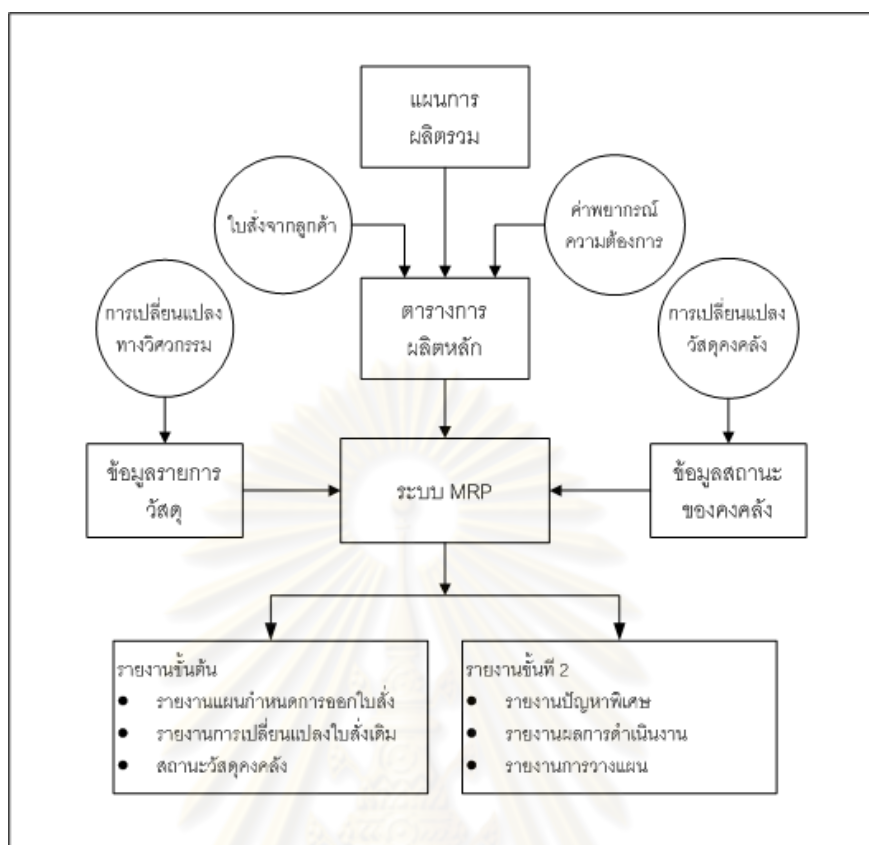 แผนการ
ผลิตรวม
ใบสั่งจากลูกค้า
ค่าพยากรณ์
ความต้องการ
การเปลี่ยนแปลง
ทางวิศวกรรม
ตารางการ
ผลิตหลัก
การเปลี่ยนแปลง
วัสดุคงคลัง
ข้อมูลรายการ
วัสดุ
ระบบ MRP
ข้อมูลสถานะ
ของคงคลัง
รายงานขั้นต้น
● รายงานแผนกำหนดการออกใบสั่ง
● รายงานการเปลี่ยนแปลงใบสั่งเดิม
● สถานะวัสดุคงคลัง
รายงานขั้นที่ 2
● รายงานปัญหาพิเศษ
● รายงานผลการดำเนินงาน
● รายงานการวางแผน